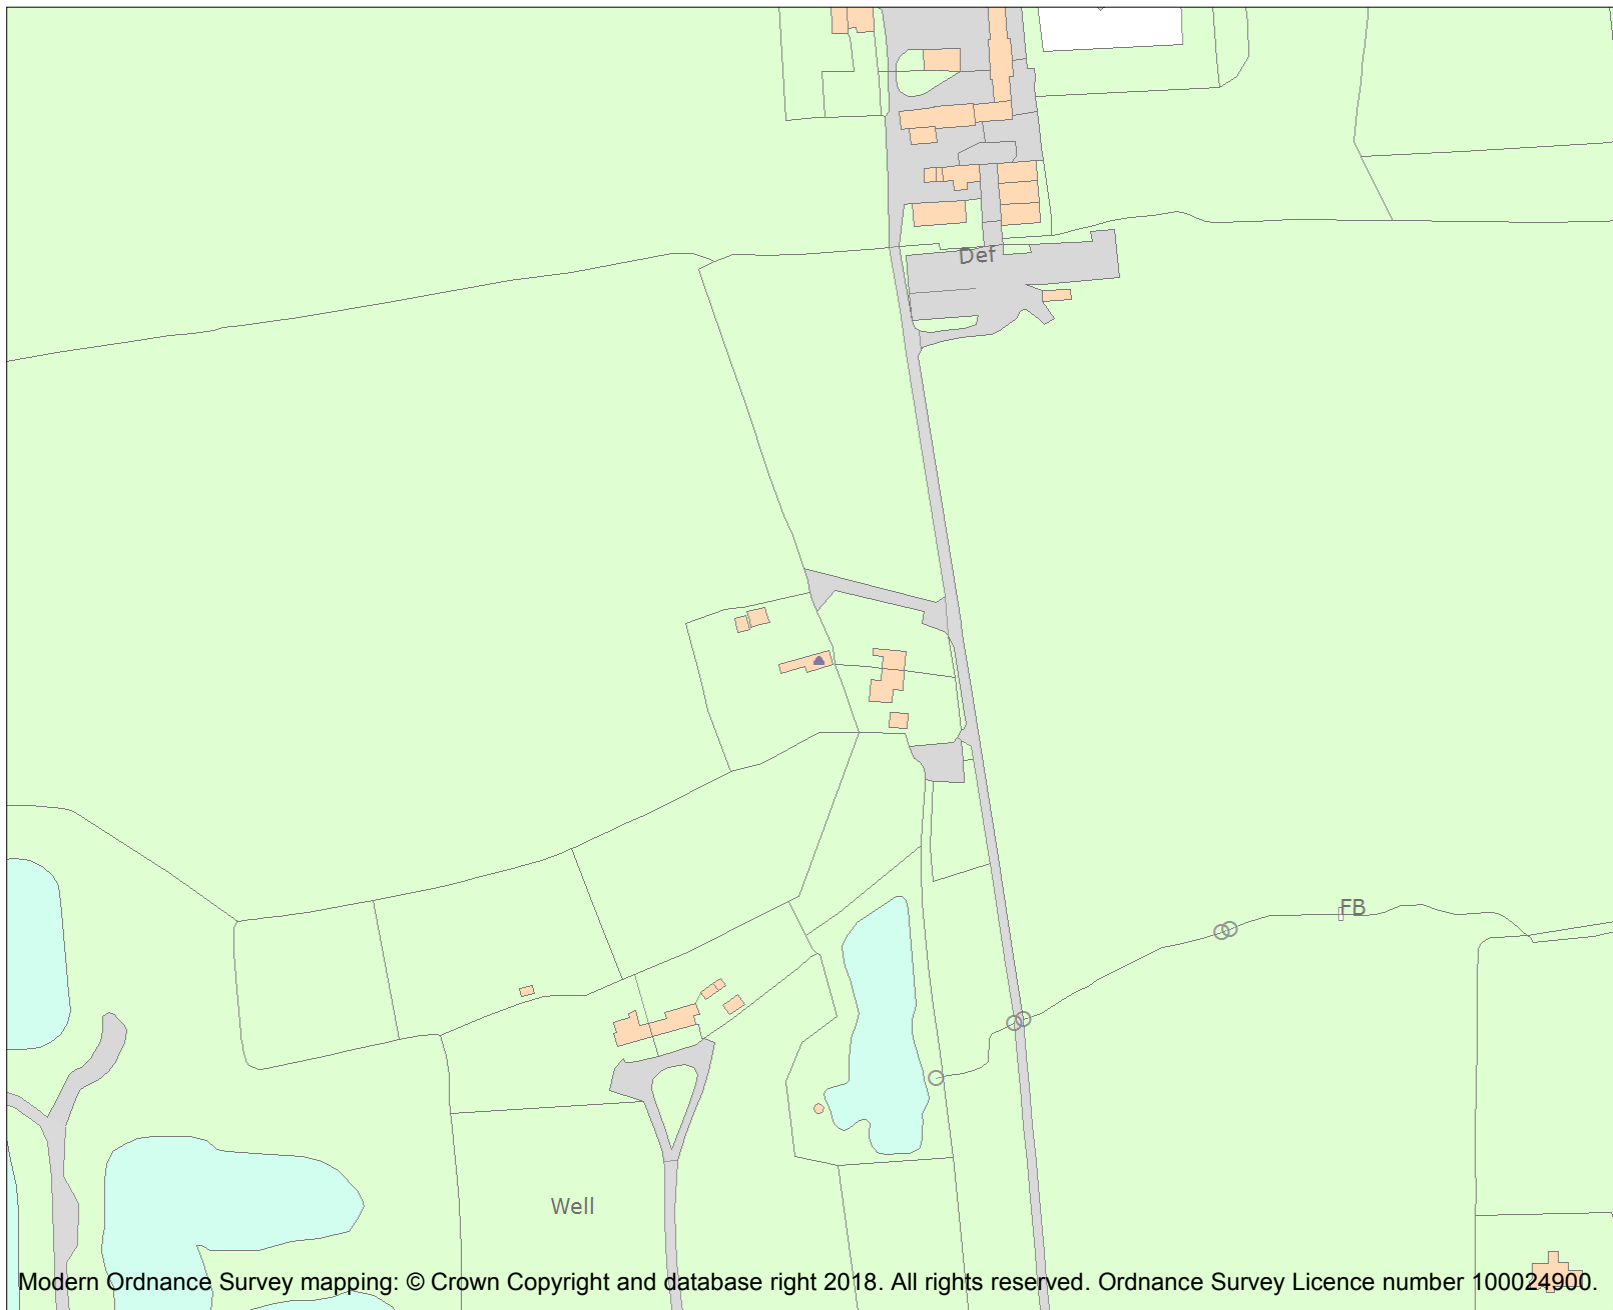 Def
FB
Well
Modern Ordnance Survey mapping: © Crown Copyright and database right 2018. All rights reserved. Ordnance Survey Licence number 100024900.